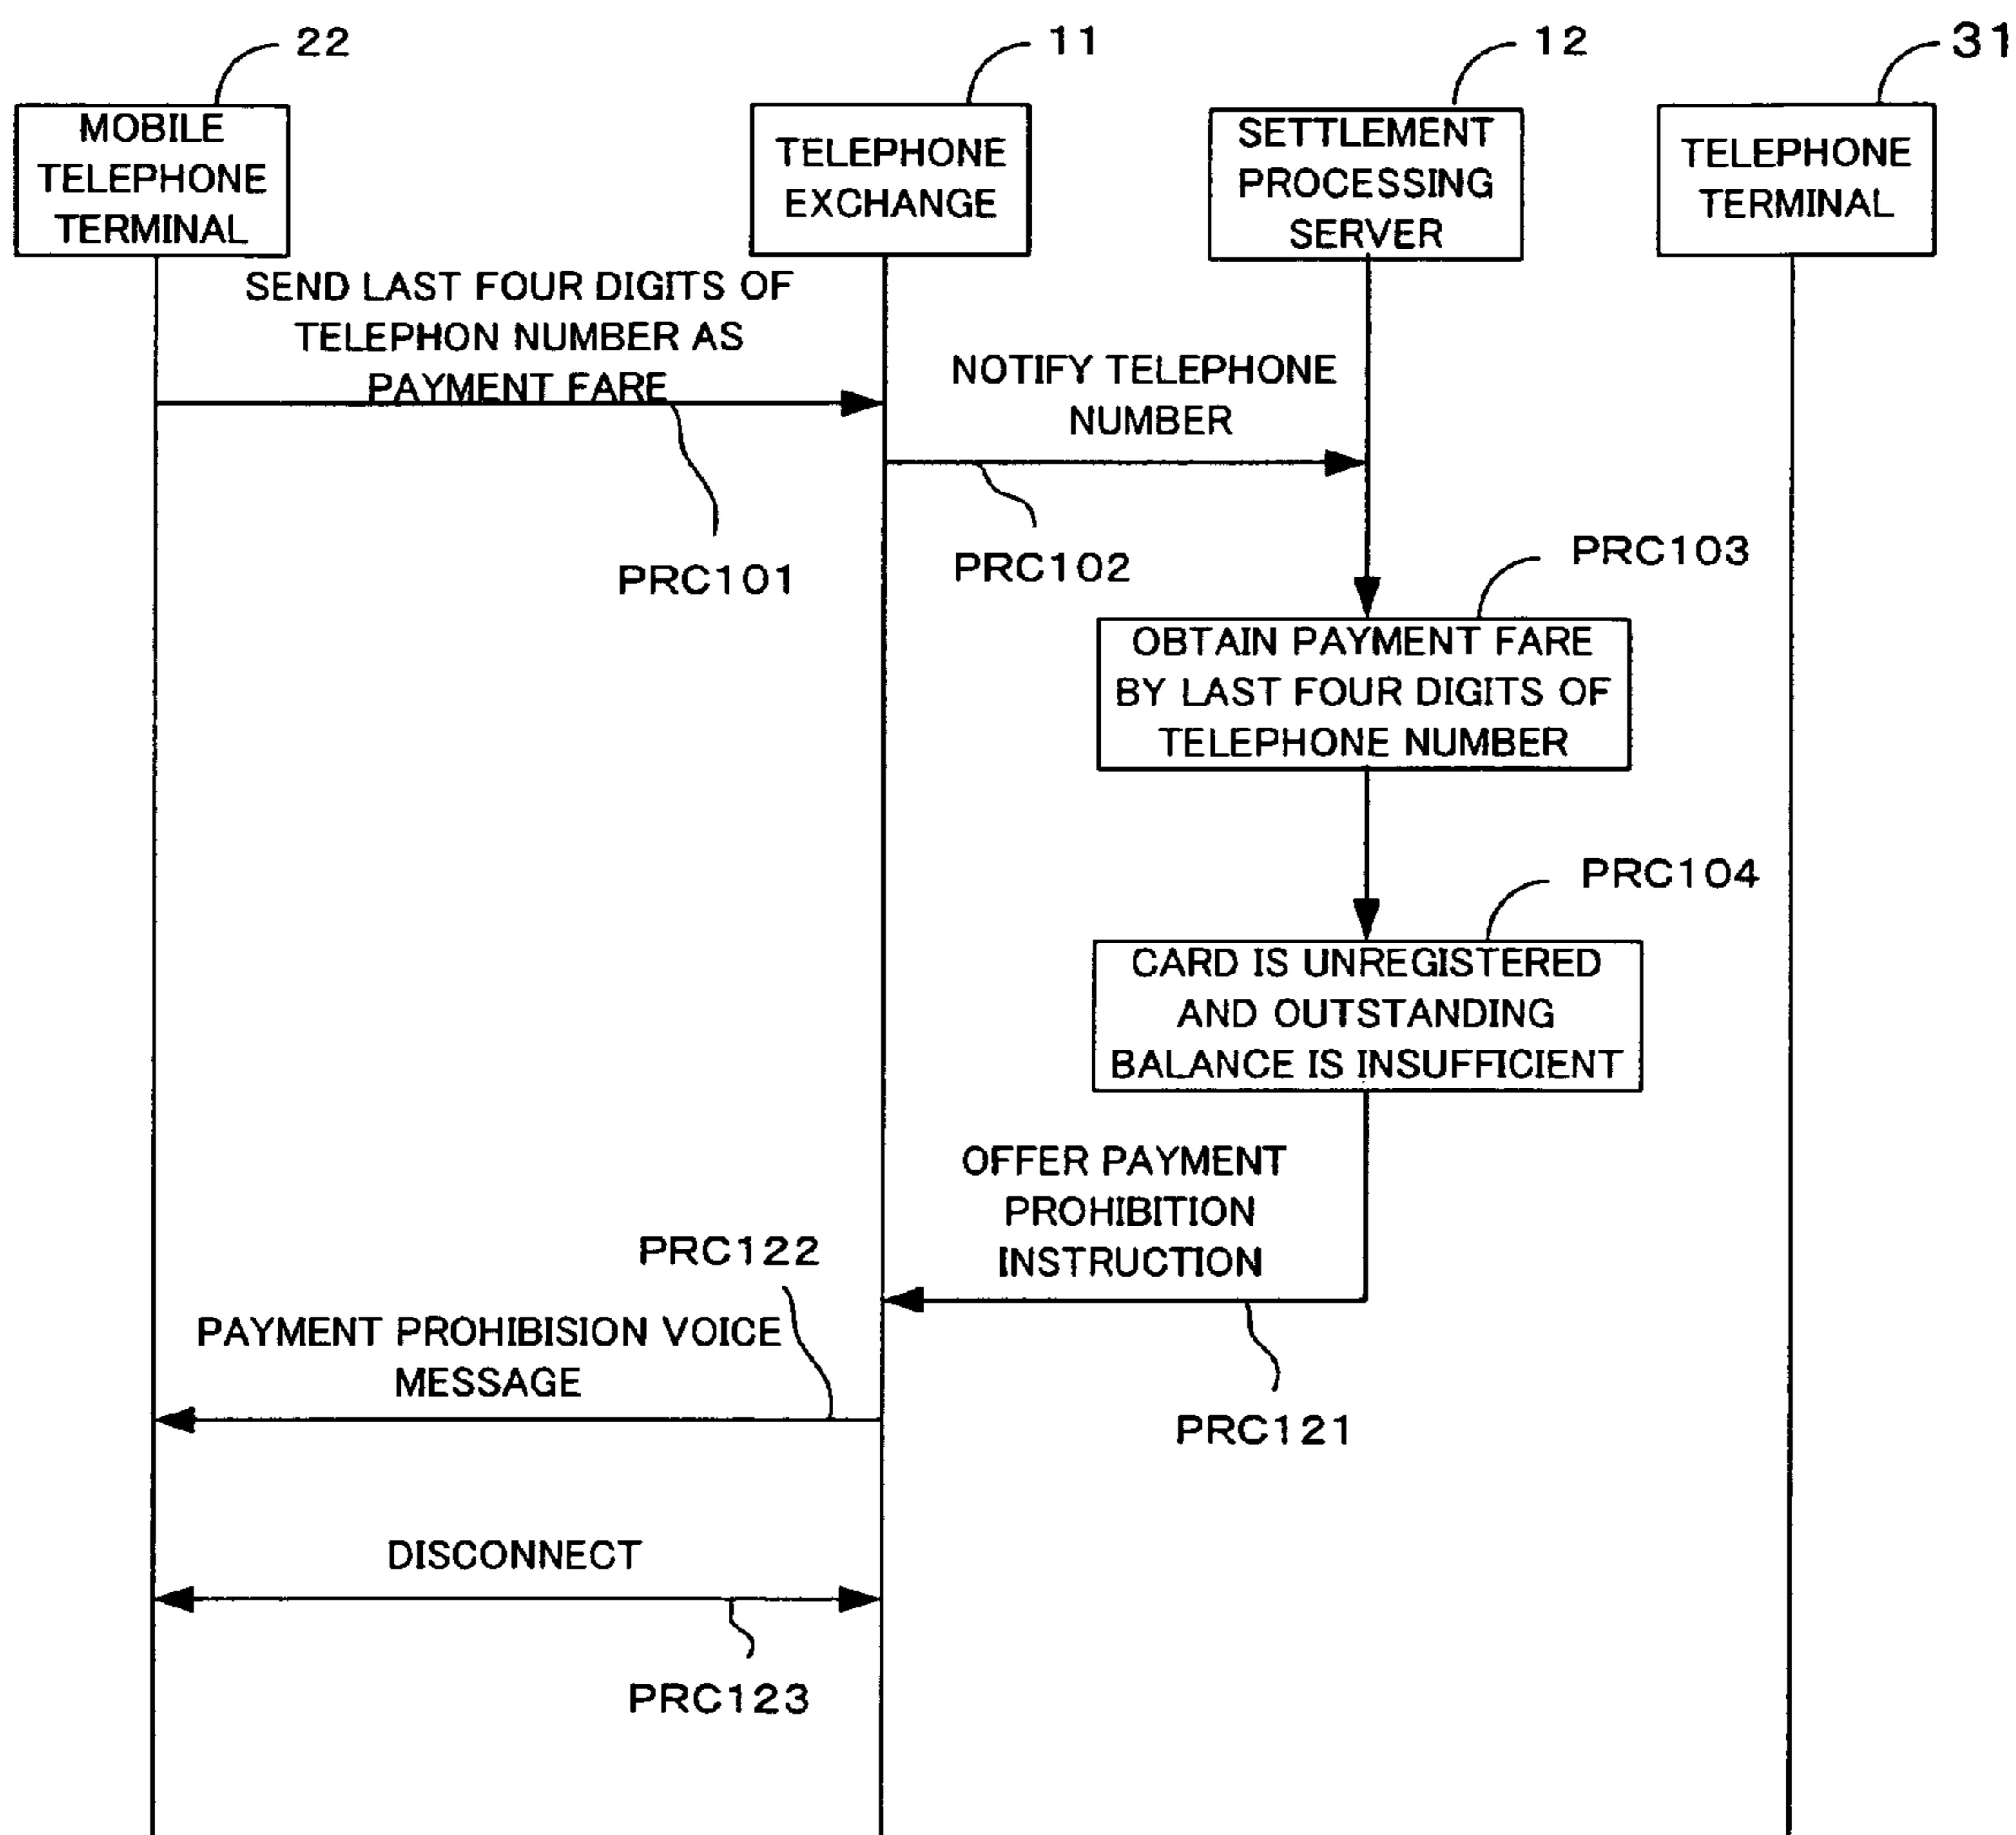 22
11
12
31
MOBILE
TELEPHONE
TERMINAL
TELEPHONE
EXCHANGE
SETTLEMENT
PROCESSING
SERVER
TELEPHONE
TERMINAL
SEND LAST FOUR DIGITS OF
TELEPHON NUMBER AS
PAYMENT FARE
NOTIFY TELEPHONE
NUMBER
PRC101
PRC102
PRC103
OBTAIN PAYMENT FARE
BY LAST FOUR DIGITS OF
TELEPHONE NUMBER
PRC104
CARD IS UNREGISTERED
AND OUTSTANDING
BALANCE IS INSUFFICIENT
OFFER PAYMENT
PROHIBITION
INSTRUCTION
PRC122
PAYMENT PROHIBISION VOICE
MESSAGE
PRC121
DISCONNECT
PRC123